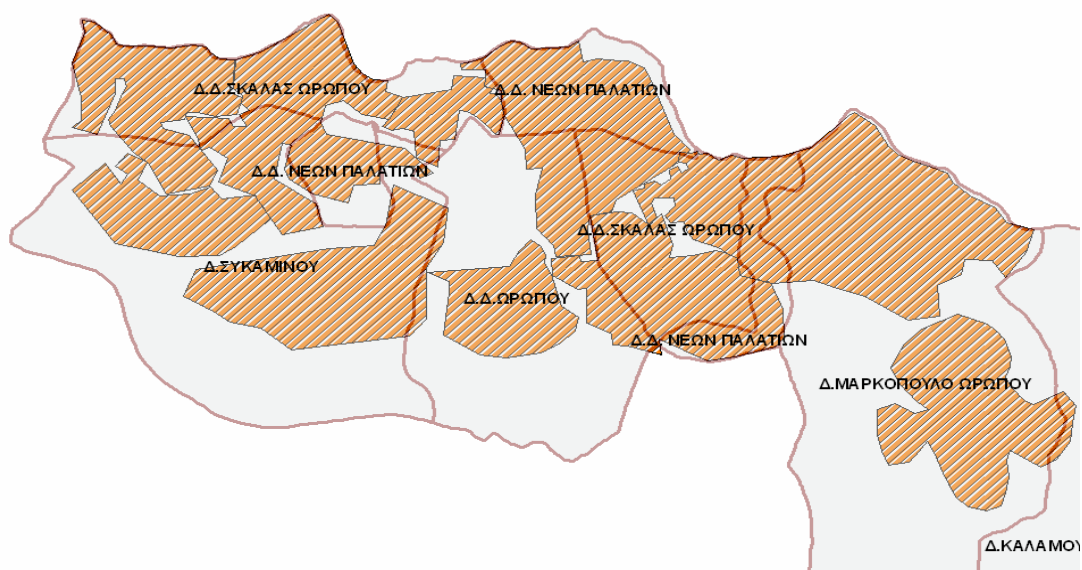 Δ.Δ.ΣΚΑΛΑΣ ΩΡΩΠΟΥ
Δ.Δ. ΝΕΩΝ ΠΑΛΑΤΙΩΝ
Δ.Δ. ΝΕΩΝ ΠΑΛΑΤΙΩΝ
Δ.Δ.ΣΚΑΛΑΣ ΩΡΩΠΟΥ
Δ.ΣΥΚΑΜΙΝΟΥ
Δ.Δ.ΩΡΩΠΟΥ
Δ.Δ. ΝΕΩΝ ΠΑΛΑΤΙΩΝ
Δ.ΜΑΡΚΟΠΟΥΛΟ ΩΡΩΠΟΥ
Δ.ΚΑΛΑΜΟΥ